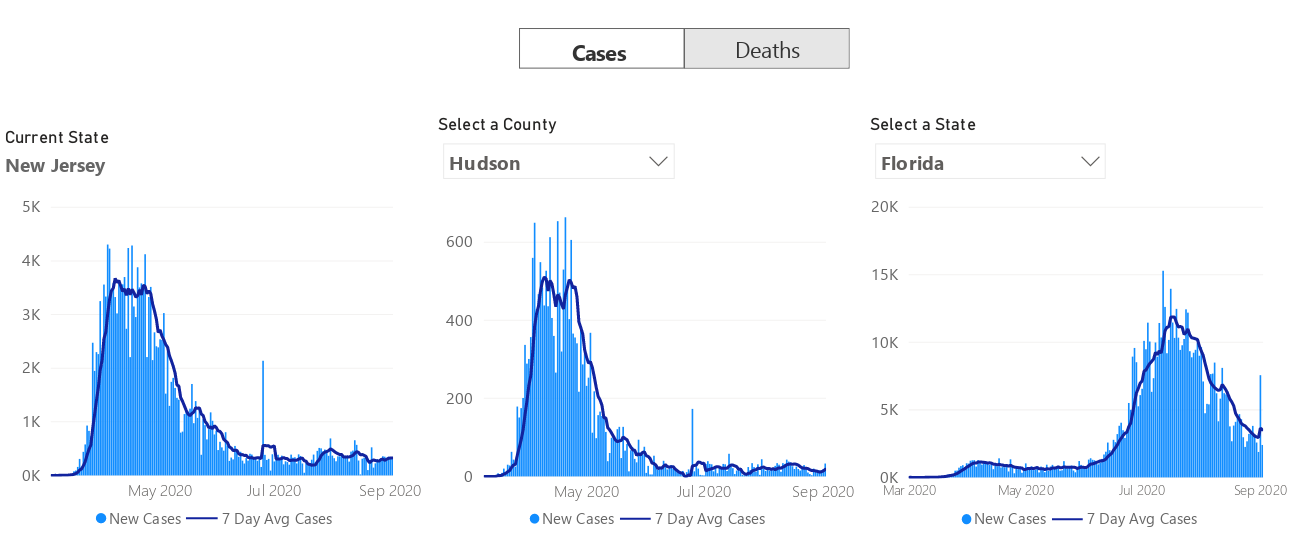 Cases Deaths
Current State
New Jersey
5K
4K
3K
2K
1K
0K
May 2020 Jul 2020 Sep 2020
New Cases 7 Day Avg Cases
Select a County
Hudson
600
400
200
0
May 2020 Jul 2020 Sep 2020
New Cases 7 Day Avg Cases
Select a State
Florida
20K
15K
10K
5K
0K
Mar 2020 May 2020 Jul 2020 Sep 2020
New Cases 7 Day Avg Cases